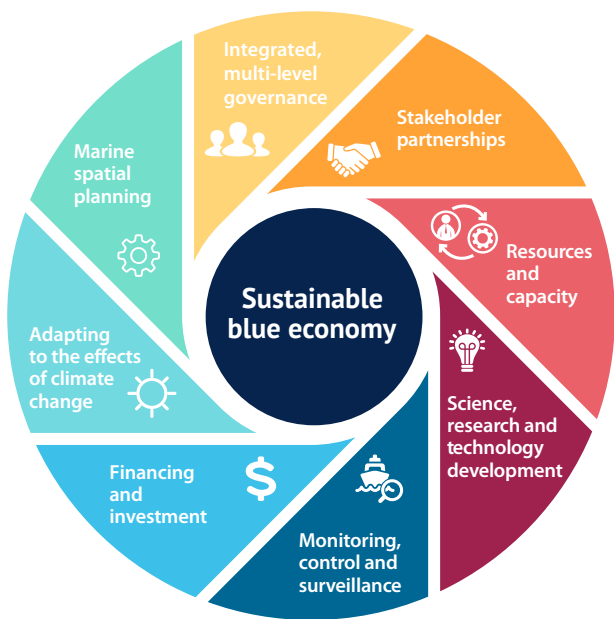 Integrated,
multi-level
governance
Stakeholder
partnerships
Resources
and
capacity
Science,
research and
technology
development
Monitoring,
control and
surveillance
Financing
and
investment
Adapting
to the effects
of climate
change
Marine
spatial
planning
Sustainable
blue economy
$